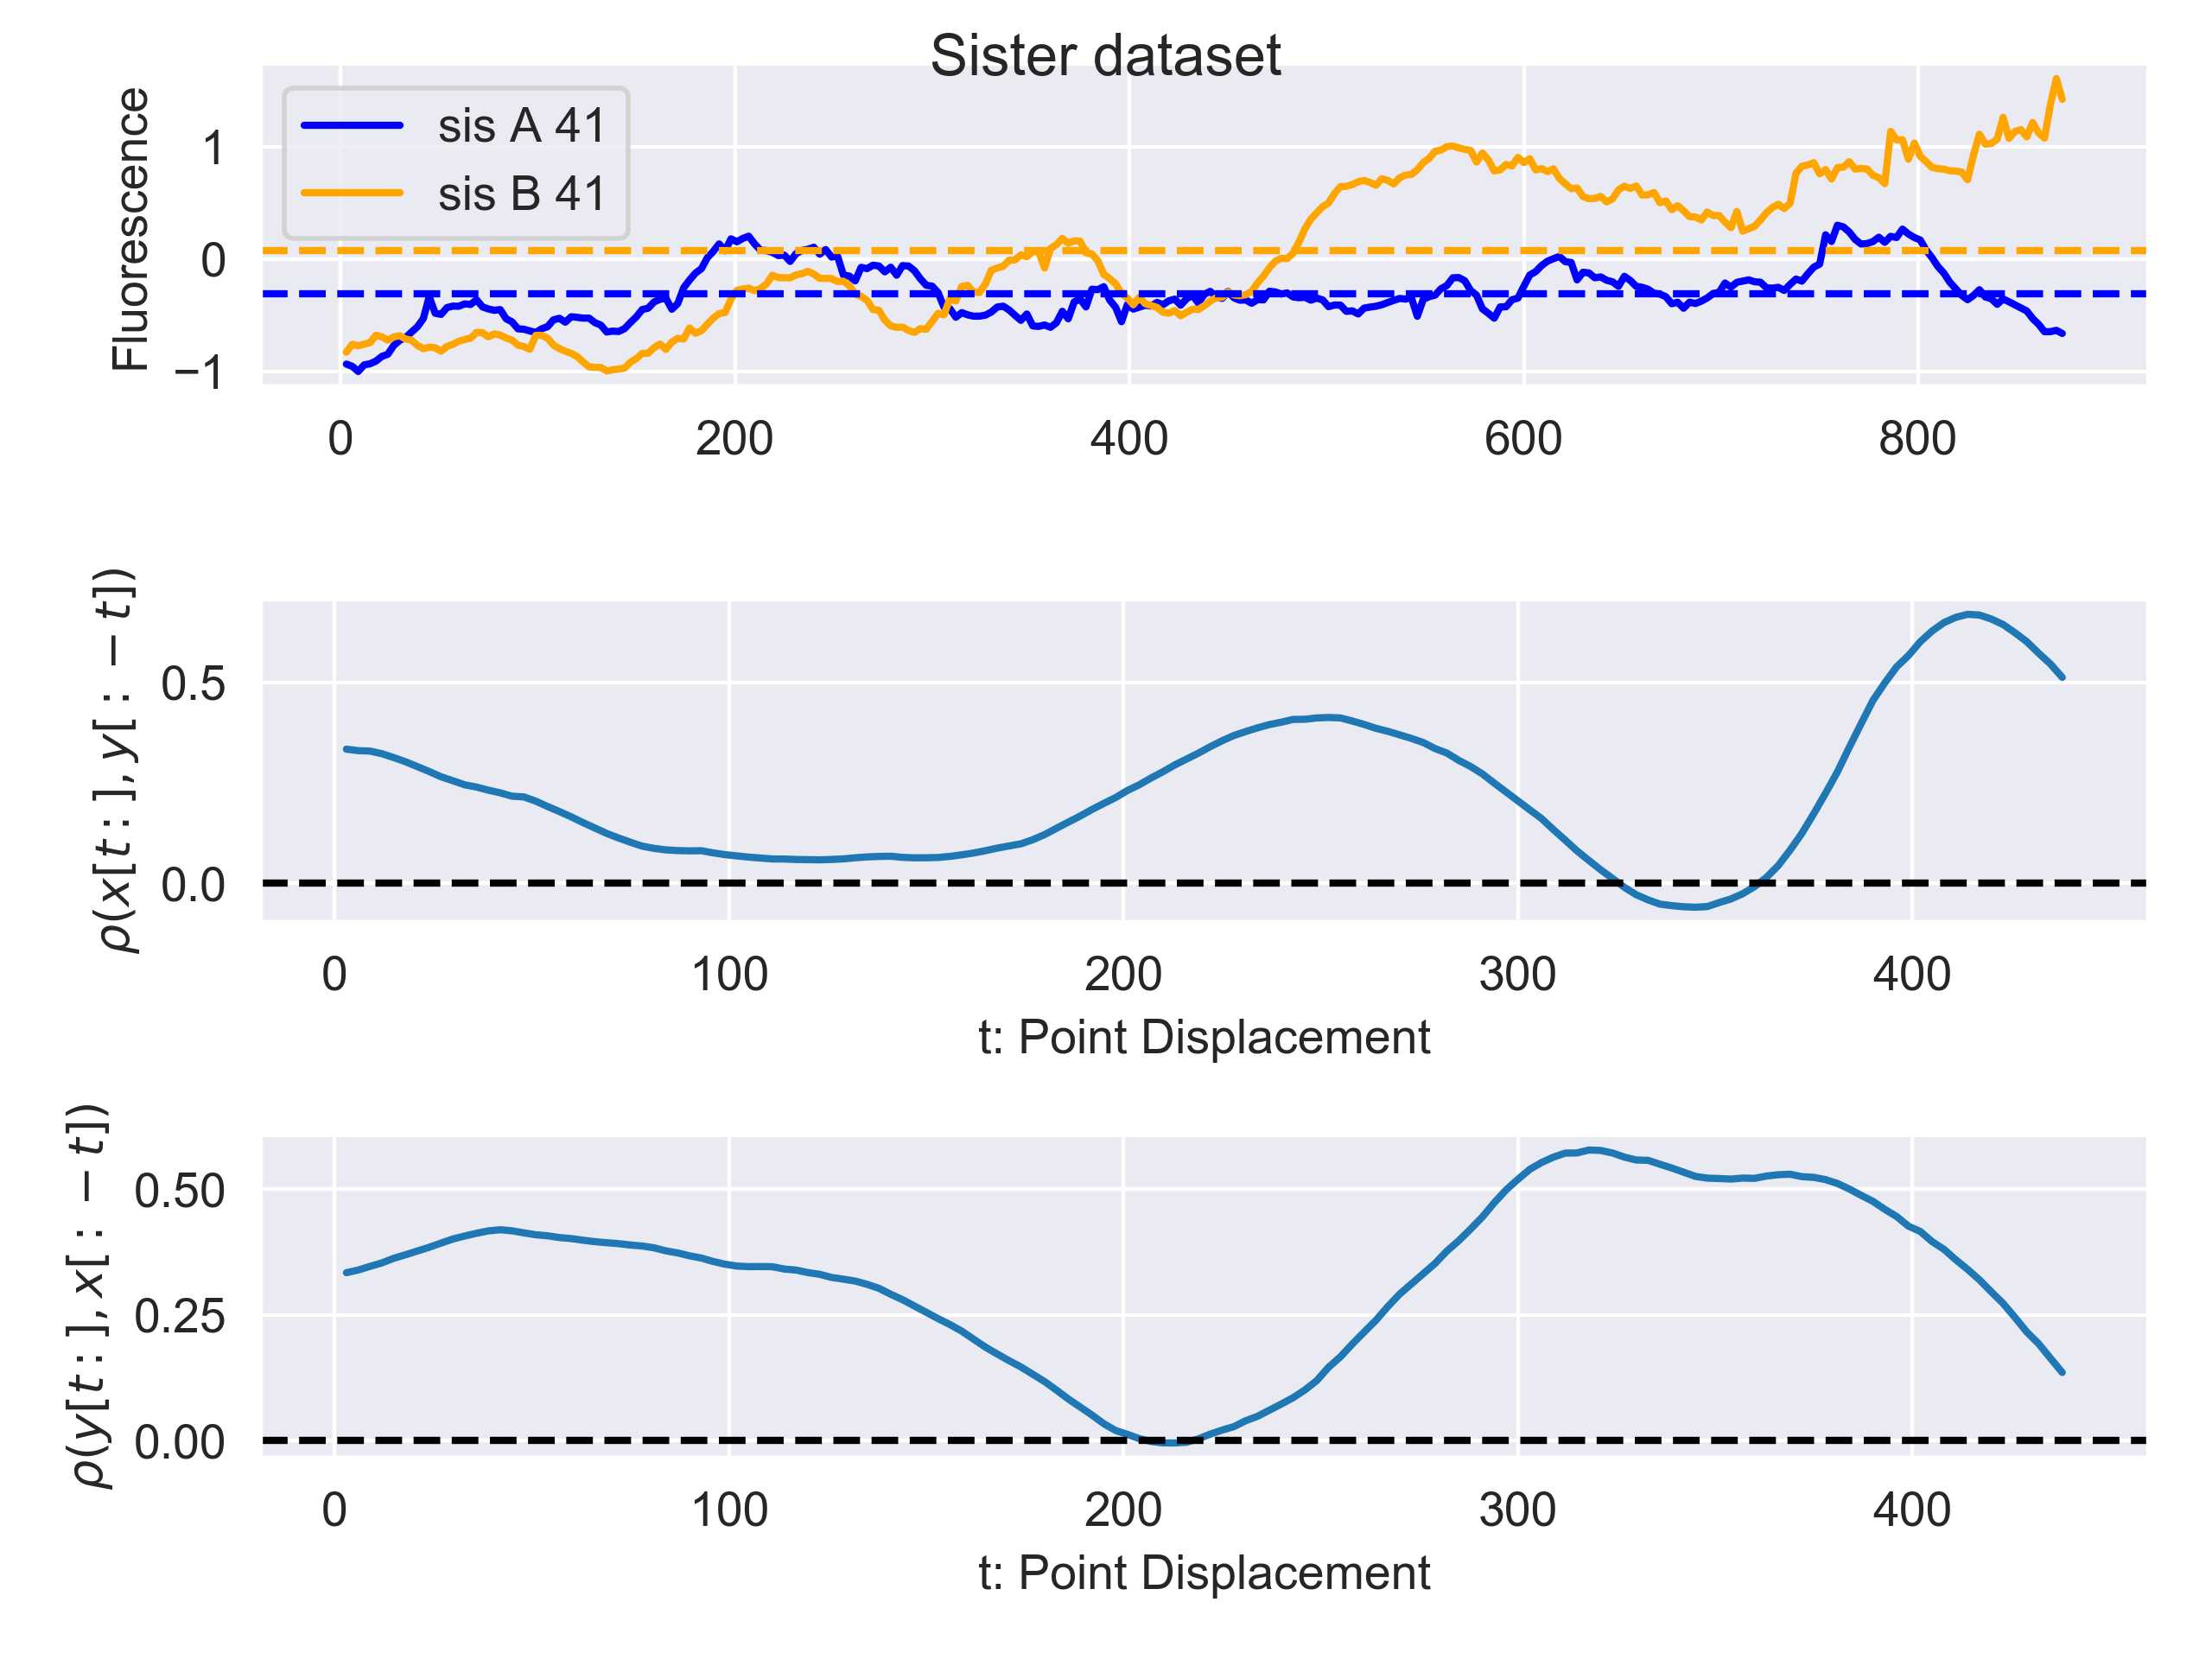 Sister dataset
Fluorescence
sis A 41
sis B 41
1
0
−1
0 200 400 600 800
ρ(x[t:], y[: − t])
0.5
0.0
0 100 200 300 400
t: Point Displacement
ρ(y[t:], x[: − t])
0.50
0.25
0.00
0 100 200 300 400
t: Point Displacement